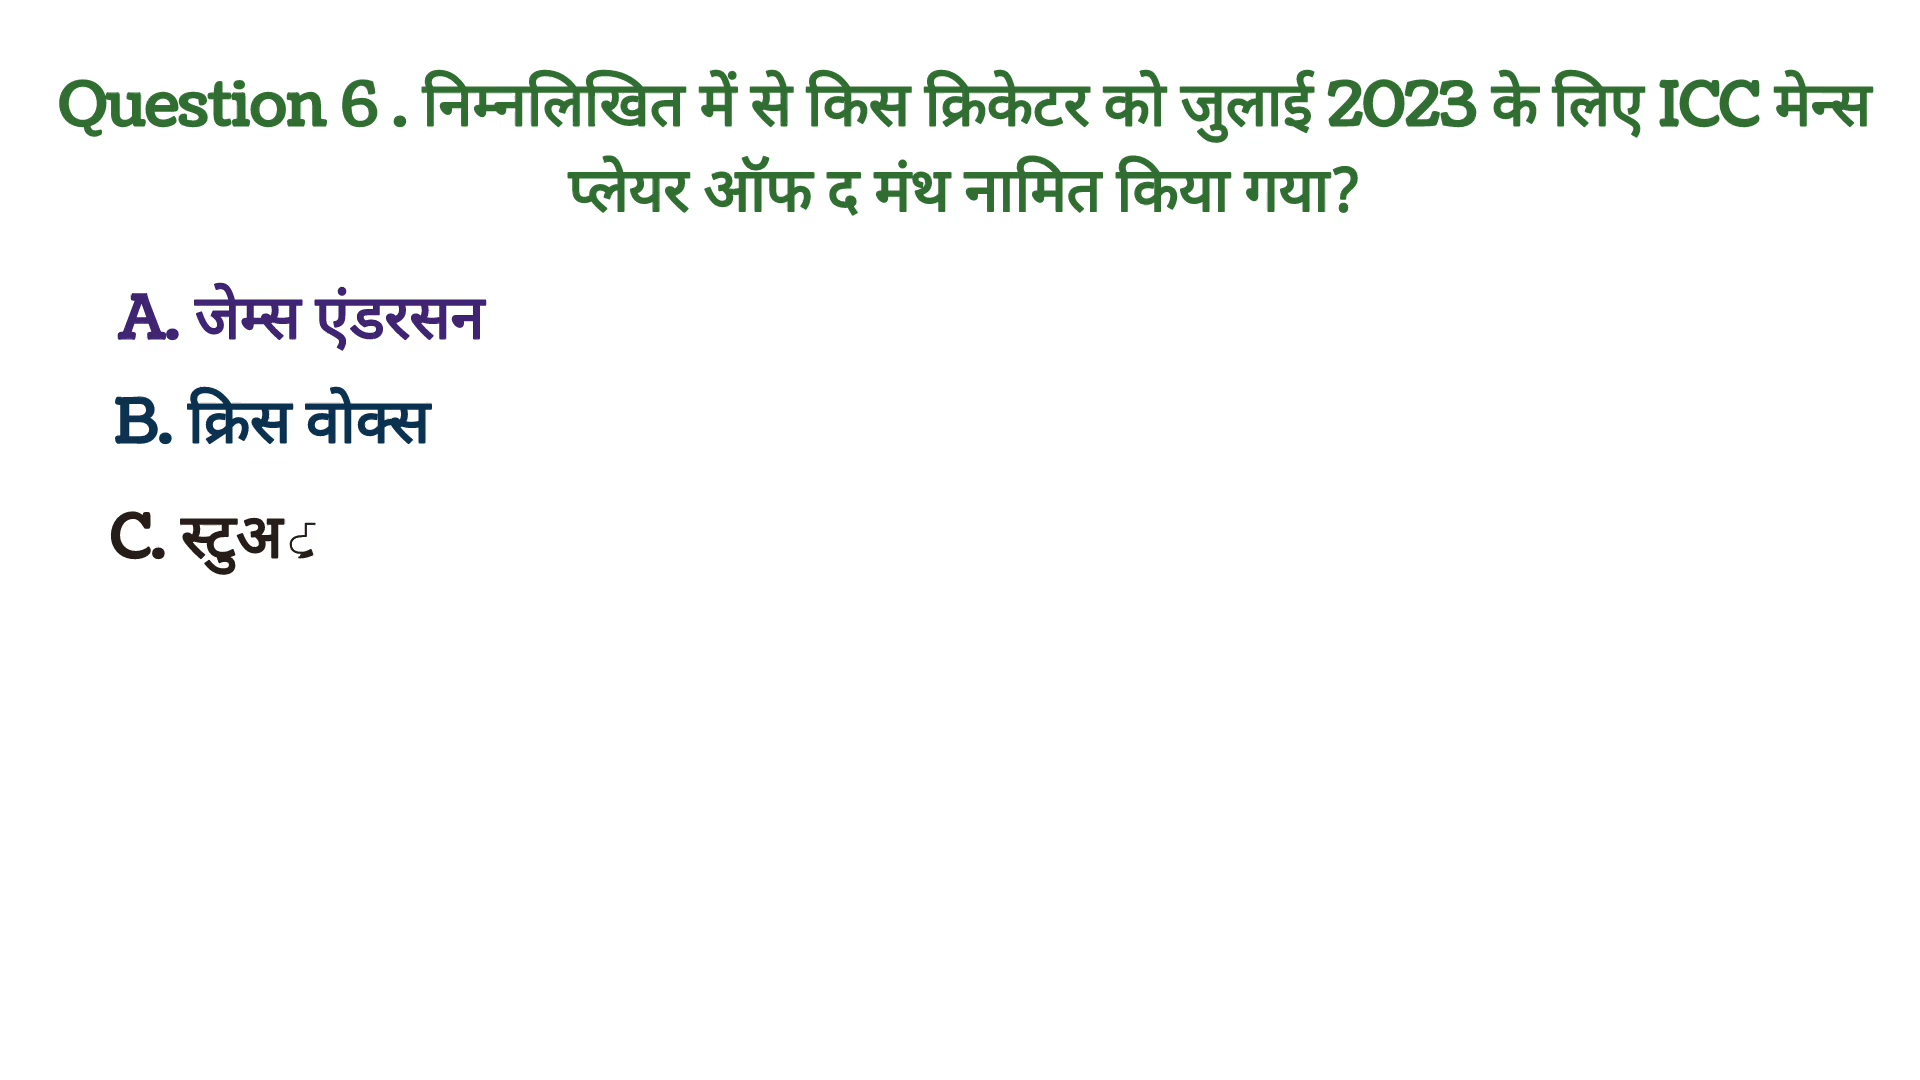 Question 6 . निम्नलिखित में से किस क्रिकेटर को जुलाई 2023 के लिए ICC मेन्स
प्लेयर ऑफ द मंथ नामित किया गया?
A. जेम्स एंडरसन
B. क्रिस वोक्स
C.